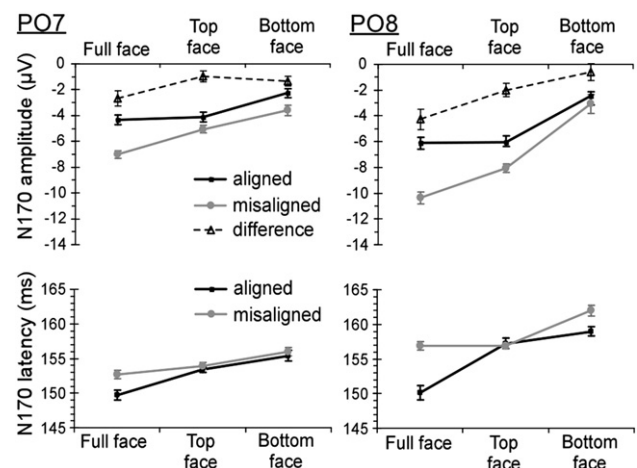 PO7
Full face
Top
face
Bottom
face
N170 amplitude (µV)
0
-2
-4
-6
-8
-10
-12
-14
aligned
misaligned
difference
PO8
Full face
Top
face
Bottom
face
0
-2
-4
-6
-8
-10
-12
-14
N170 latency (ms)
165
160
155
150
145
aligned
misaligned
Full face
Top
face
Bottom
face
165
160
155
150
145
Full face
Top
face
Bottom
face